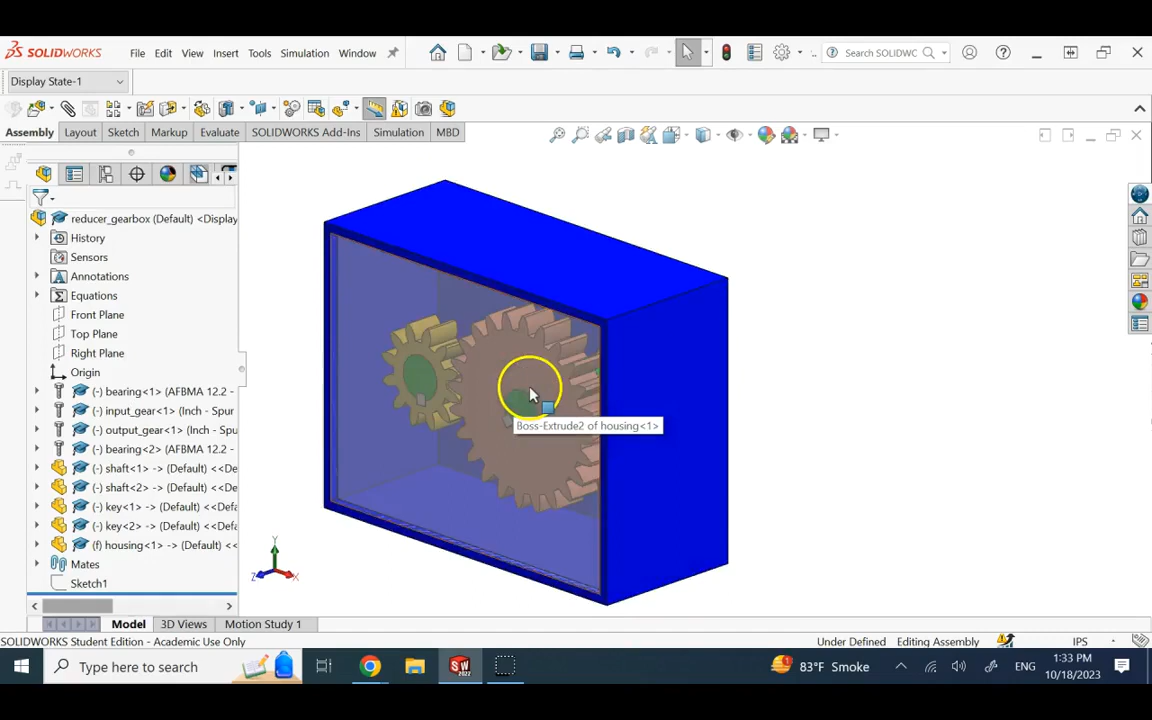 SOLIDWORKS File Edit View Insert Tools Simulation Window Search SOLIDWC
Display State-1
Assembly Layout Sketch Markup Evaluate SOLIDWORKS Add-Ins Simulation MBD
reducer_gearbox (Default) <Display
History
Sensors
Annotations
Equations
Front Plane
Top Plane
Right Plane
Origin
(-) bearing<1> (AFBMA 12.2 -
(-) input_gear<1> (Inch - Spur
(-) output_gear<1> (Inch - Spu
(-) bearing<2> (AFBMA 12.2 -
(-) shaft<1> -> (Default) <<De
(-) shaft<2> -> (Default) <<De
(-) key<1> -> (Default) <<Def
(-) key<2> -> (Default) <<Def
(f) housing<1> -> (Default) <<
Mates
Sketch1
Boss-Extrude2 of housing<1>
Y
Z
X
Model 3D Views Motion Study 1
SOLIDWORKS Student Edition - Academic Use Only Under Defined Editing Assembly IPS
Type here to search 83°F Smoke ENG 1:33 PM
10/18/2023
SW
2022